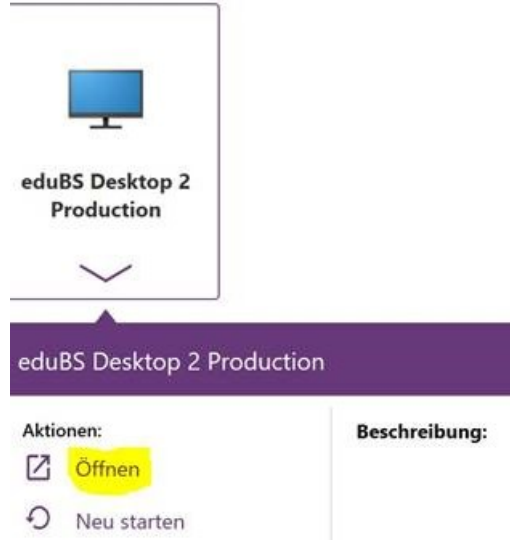 eduBS Desktop 2
Production
eduBS Desktop 2 Production
Aktionen:
Öffnen
Neu starten
Beschreibung: